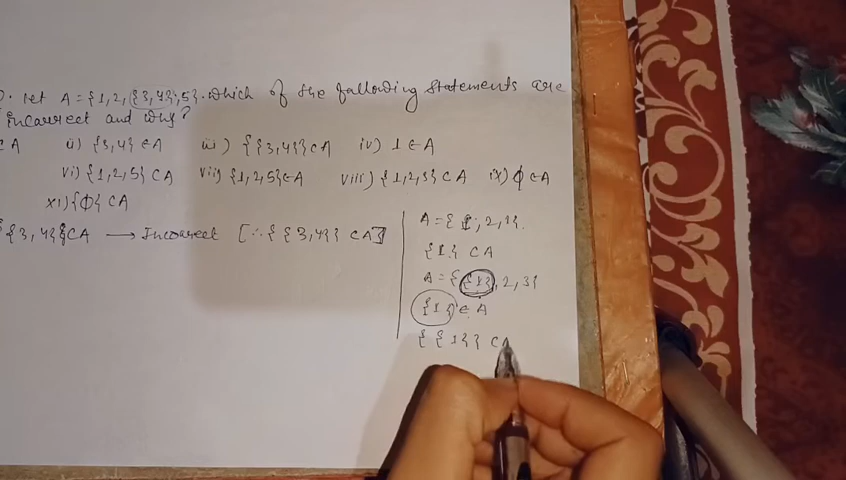 Let A = {1,2,{3,4},5}. which of the following statements are
incorrect and why?
⊂ A ii) {3,4} ∈ A iii) {{3,4}} ⊂ A iv) 1 ∈ A
vi) {1,2,5} ⊂ A vii) {1,2,5} ∈ A viii) {1,2,3} ⊂ A ix) ϕ ∈ A
xi) {ϕ} ⊂ A
{3,4} ⊂ A → Incorrect [∵ {{3,4}} ⊂ A]
A = {1,2,3}.
{1} ⊂ A
A = {{1},2,3}
{1} ∈ A
{{1}} ⊂ A